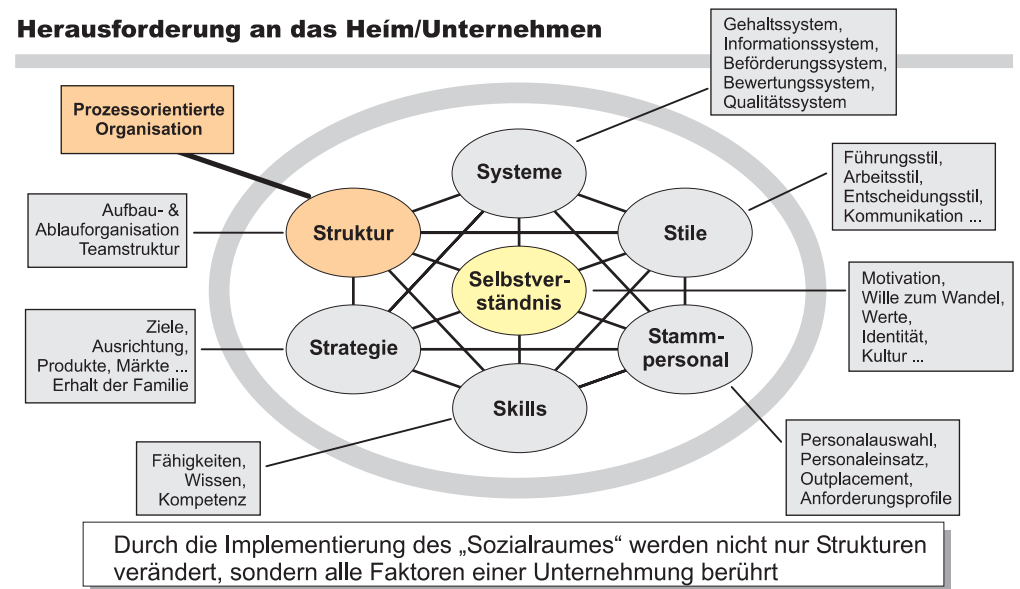 Herausforderung an das Heim/Unternehmen
Gehaltssystem,
Informationssystem,
Beförderungssystem,
Bewertungssystem,
Qualitätssystem
Prozessorientierte
Organisation
Systeme
Führungsstil,
Arbeitsstil,
Entscheidungsstil,
Kommunikation ...
Aufbau- &
Ablauforganisation
Teamstruktur
Struktur
Stile
Selbstver-
ständnis
Motivation,
Wille zum Wandel,
Werte,
Identität,
Kultur ...
Ziele,
Ausrichtung,
Produkte, Märkte ...
Erhalt der Familie
Strategie
Stamm-
personal
Skills
Fähigkeiten,
Wissen,
Kompetenz
Personalauswahl,
Personaleinsatz,
Outplacement,
Anforderungsprofile
Durch die Implementierung des „Sozialraumes“ werden nicht nur Strukturen
verändert, sondern alle Faktoren einer Unternehmung berührt